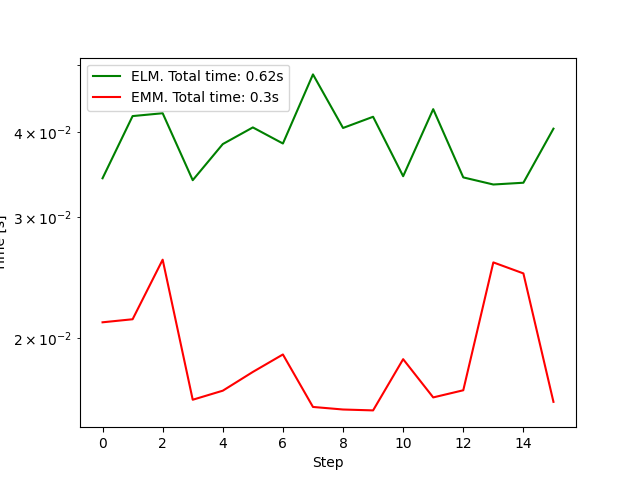 ELM. Total time: 0.62s
EMM. Total time: 0.3s
4 × 10⁻²
3 × 10⁻²
2 × 10⁻²
0 2 4 6 8 10 12 14
Step